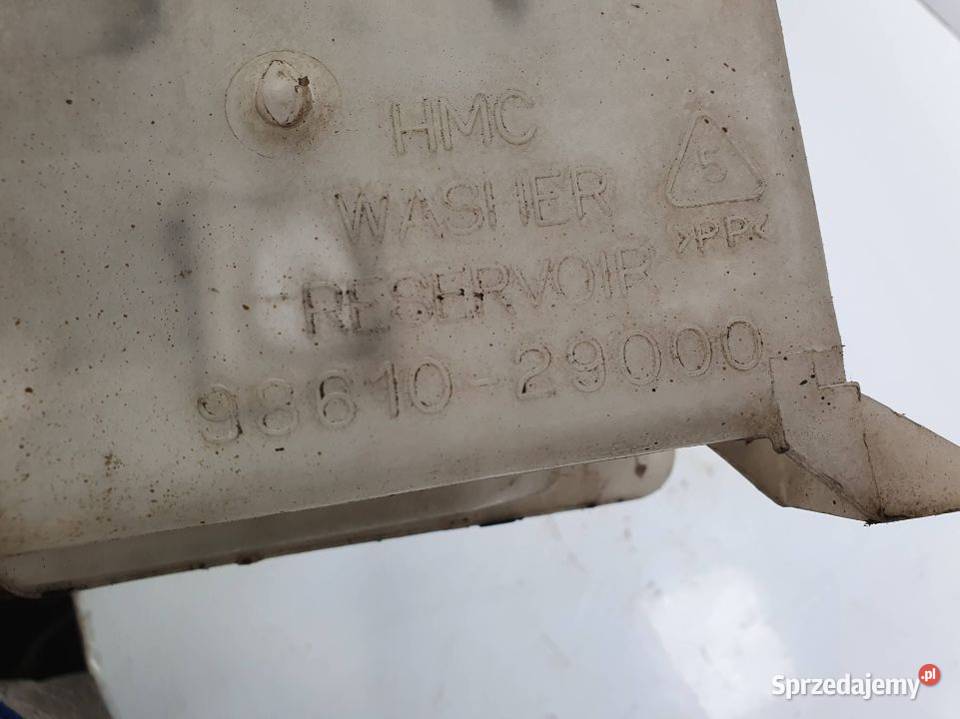 HMC
WASHER
RESERVOIR
98610-29000
5
>PP<
Sprzedajemy.pl